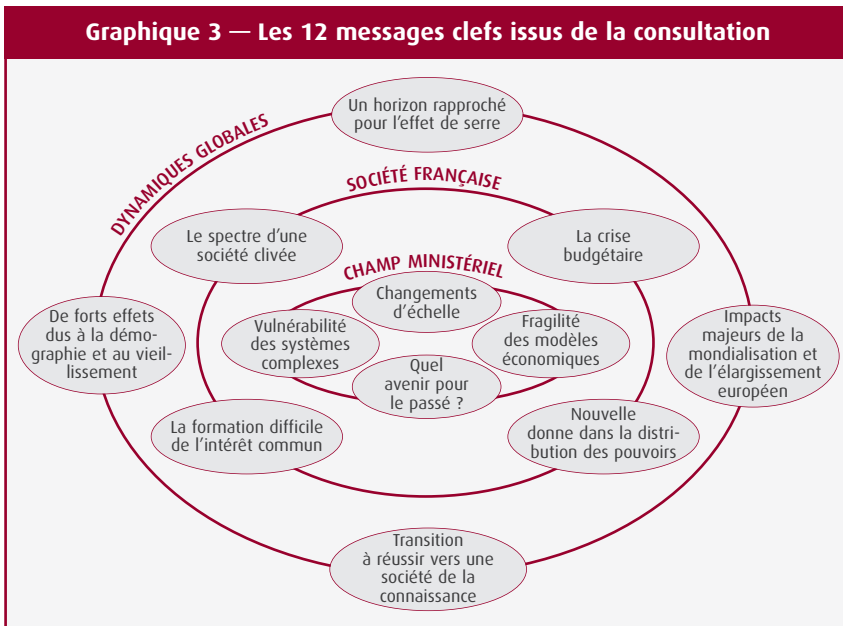 Graphique 3 — Les 12 messages clefs issus de la consultation
DYNAMIQUES GLOBALES
Un horizon rapproché
pour l'effet de serre
SOCIÉTÉ FRANÇAISE
Le spectre d'une
société clivée
La crise
budgétaire
CHAMP MINISTÉRIEL
Changements
d'échelle
De forts effets
dus à la démo-
graphie et au vieil-
lissement
Vulnérabilité
des systèmes
complexes
Fragilité
des modèles
économiques
Impacts
majeurs de la
mondialisation et
de l'élargissement
européen
Quel
avenir pour
le passé ?
La formation difficile
de l'intérêt commun
Nouvelle
donne dans la distri-
bution des pouvoirs
Transition
à réussir vers une
société de la
connaissance